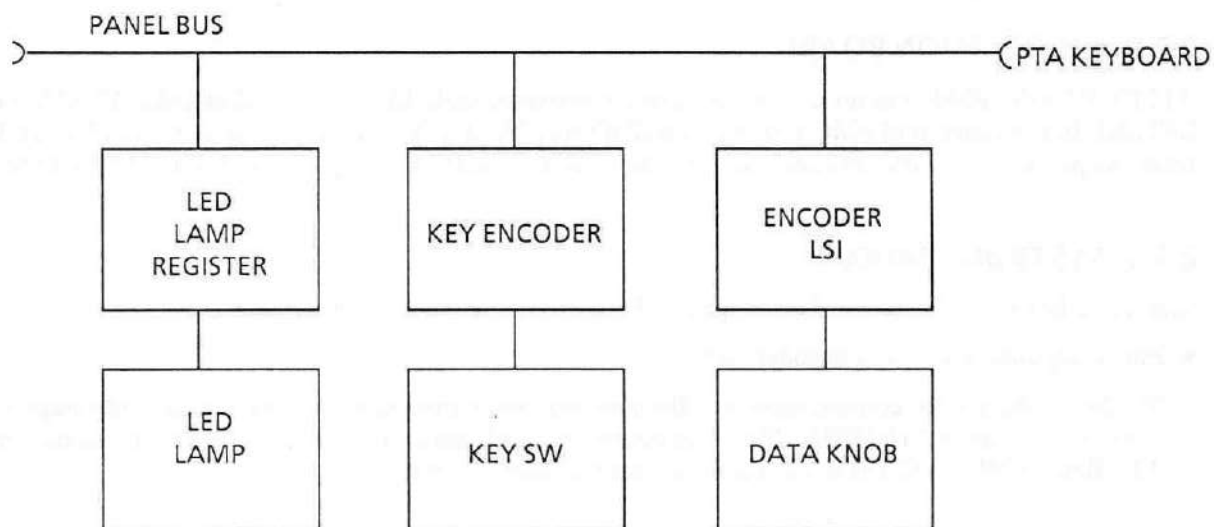 PANEL BUS
PTA KEYBOARD
LED
LAMP
REGISTER
KEY ENCODER
ENCODER
LSI
LED
LAMP
KEY SW
DATA KNOB